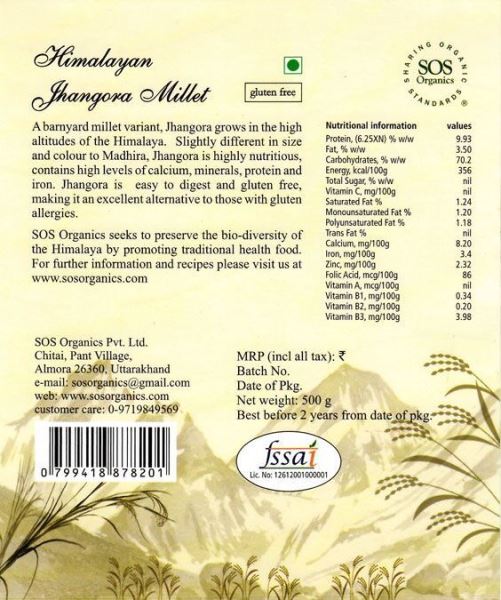 Himalayan
Jhangora Millet
gluten free
SHARING ORGANIC
SOS
Organics
STANDARDS ®
A barnyard millet variant, Jhangora grows in the high
altitudes of the Himalaya. Slightly different in size
and colour to Madhira, Jhangora is highly nutritious,
contains high levels of calcium, minerals, protein and
iron. Jhangora is easy to digest and gluten free,
making it an excellent alternative to those with gluten
allergies.
SOS Organics seeks to preserve the bio-diversity of
the Himalaya by promoting traditional health food.
For further information and recipes please visit us at
www.sosorganics.com
Nutritional information values
Protein, (6.25XN) % w/w 9.93
Fat, % w/w 3.50
Carbohydrates, % w/w 70.2
Energy, kcal/100g 356
Total Sugar, % w/w nil
Vitamin C, mg/100g nil
Saturated Fat % 1.24
Monounsaturated Fat % 1.20
Polyunsaturated Fat % 1.18
Trans Fat % nil
Calcium, mg/100g 8.20
Iron, mg/100g 3.4
Zinc, mg/100g 2.32
Folic Acid, mcg/100g 86
Vitamin A, mcg/100g nil
Vitamin B1, mg/100g 0.34
Vitamin B2, mg/100g 0.20
Vitamin B3, mg/100g 3.98
SOS Organics Pvt. Ltd.
Chitai, Pant Village,
Almora 26360, Uttarakhand
e-mail: sosorganics@gmail.com
web: www.sosorganics.com
customer care: 0-9719849569
MRP (incl all tax): ₹
Batch No.
Date of Pkg.
Net weight: 500 g
Best before 2 years from date of pkg.
0 799418 878201
fssai
Lic. No: 12612001000001